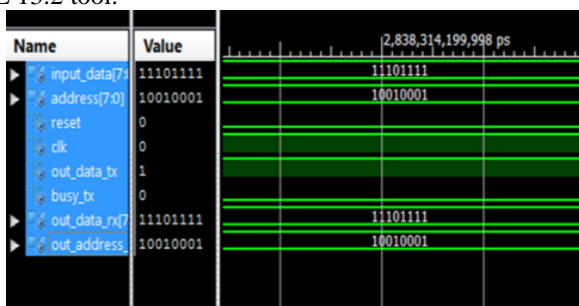 13.2 tool.
Name Value 2,838,314,199,998 ps
input_data[7: 11101111 11101111
address[7:0] 10010001 10010001
reset 0
clk 0
out_data_tx 1
busy_tx 0
out_data_rx[7 11101111 11101111
out_address_ 10010001 10010001